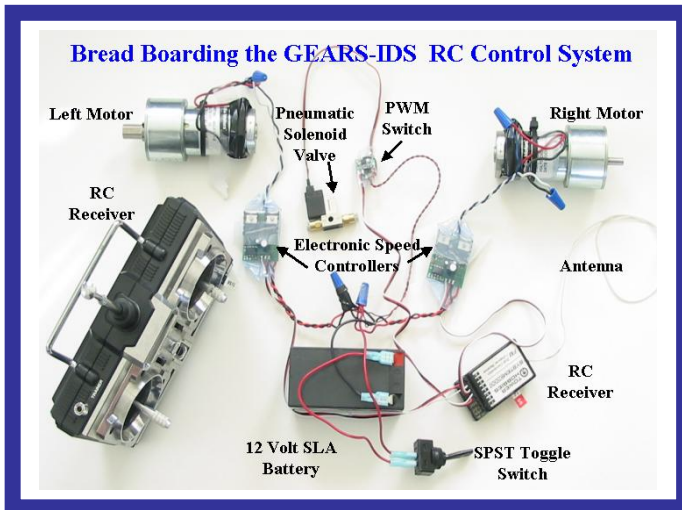 Bread Boarding the GEARS-IDS RC Control System
Left Motor
Pneumatic
Solenoid
Valve
PWM
Switch
Right Motor
RC
Receiver
Electronic Speed
Controllers
Antenna
RC
Receiver
12 Volt SLA
Battery
SPST Toggle
Switch